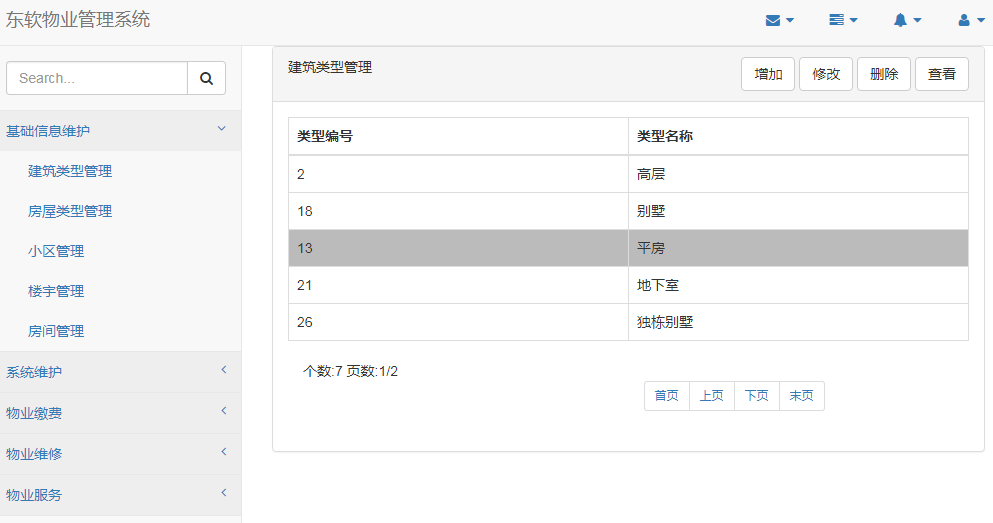 东软物业管理系统
Search...
基础信息维护
建筑类型管理
房屋类型管理
小区管理
楼宇管理
房间管理
系统维护
物业缴费
物业维修
物业服务
建筑类型管理 增加 修改 删除 查看
类型编号 类型名称
2 高层
18 别墅
13 平房
21 地下室
26 独栋别墅
个数:7 页数:1/2
首页 上页 下页 末页